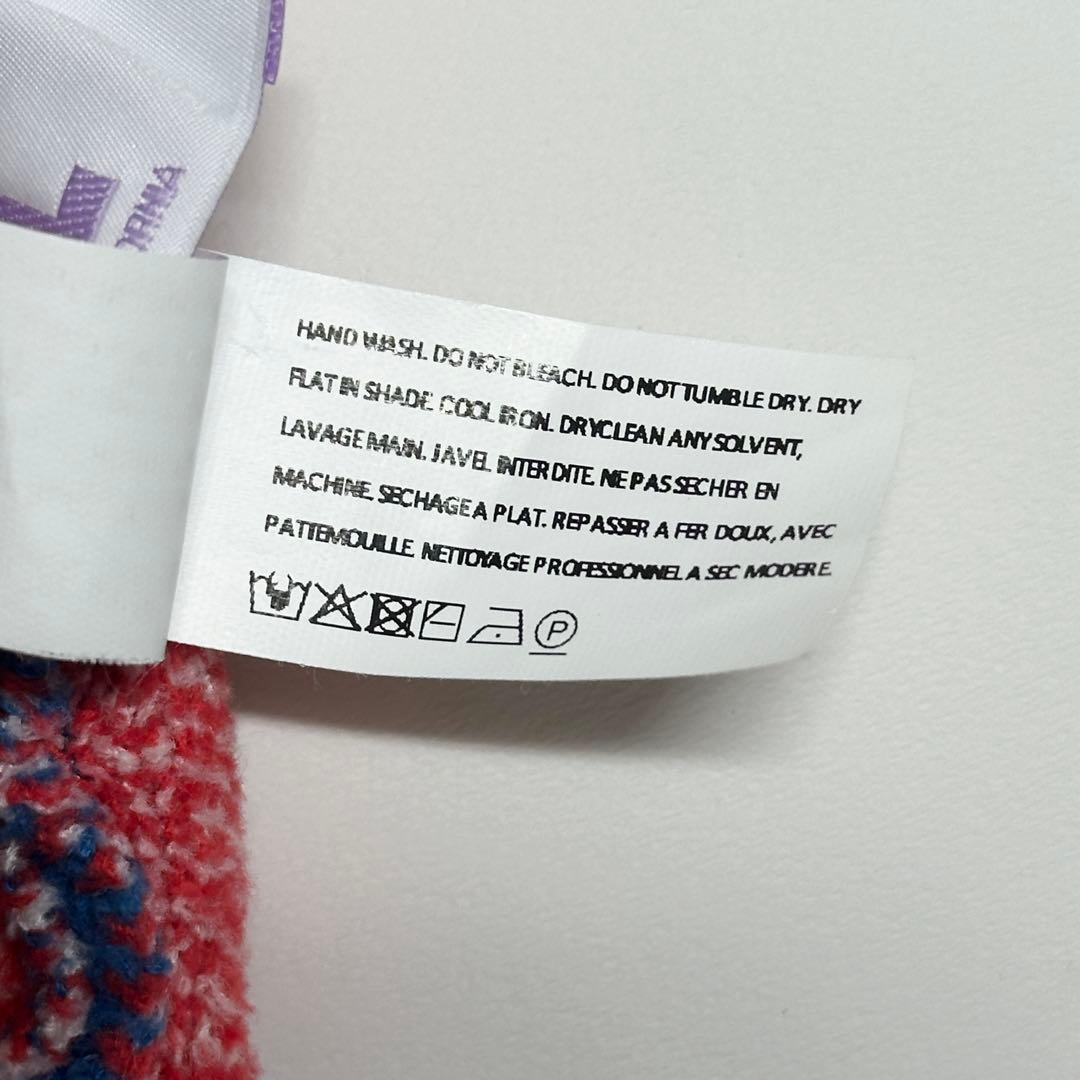 ORNIA
HAND WASH. DO NOT BLEACH. DO NOT TUMBLE DRY. DRY
FLAT IN SHADE. COOL IRON. DRYCLEAN ANY SOLVENT,
LAVAGE MAIN. JAVEL INTERDITE. NE PAS SECHER EN
MACHINE. SECHAGE A PLAT. REPASSER A FER DOUX, AVEC
PATTEMOUILLE. NETTOYAGE PROFESSIONNEL A SEC MODERE.
P